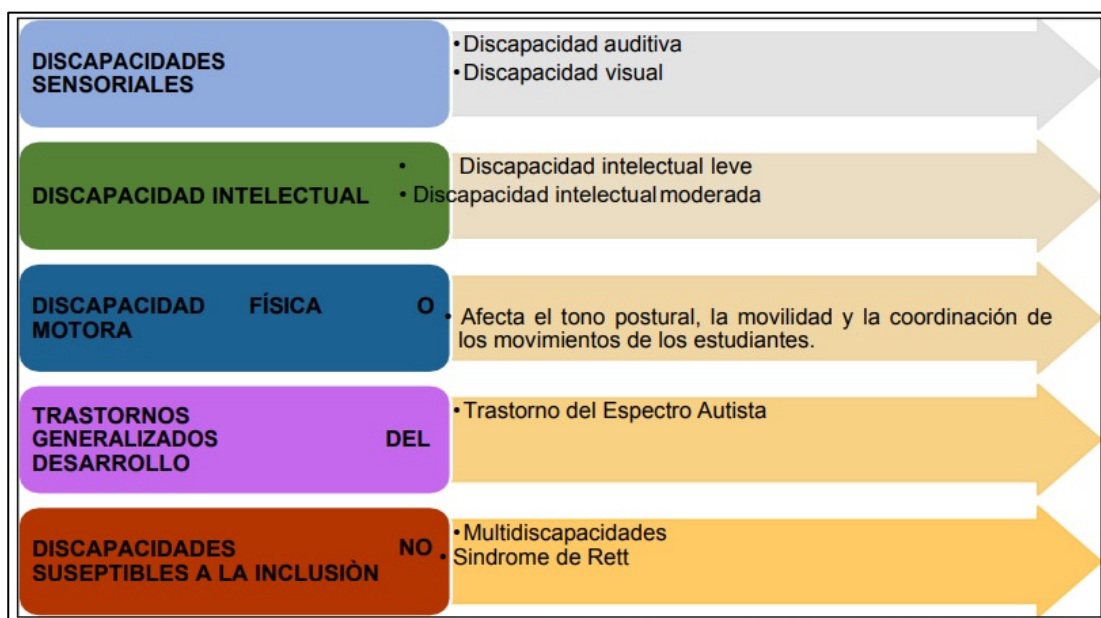 DISCAPACIDADES
SENSORIALES
• Discapacidad auditiva
• Discapacidad visual
DISCAPACIDAD INTELECTUAL
• Discapacidad intelectual leve
• Discapacidad intelectual moderada
DISCAPACIDAD FÍSICA O
MOTORA
• Afecta el tono postural, la movilidad y la coordinación de
los movimientos de los estudiantes.
TRASTORNOS
GENERALIZADOS DEL
DESARROLLO
• Trastorno del Espectro Autista
DISCAPACIDADES NO
SUSEPTIBLES A LA INCLUSIÒN
• Multidiscapacidades
• Sindrome de Rett